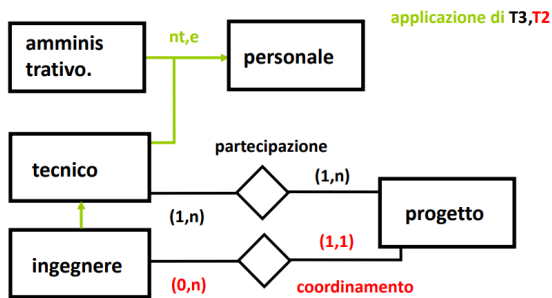 applicazione di T3,T2
amminis
trativo.
nt,e
personale
partecipazione
tecnico
(1,n)
(1,n)
progetto
(1,1)
ingegnere
(0,n)
coordinamento